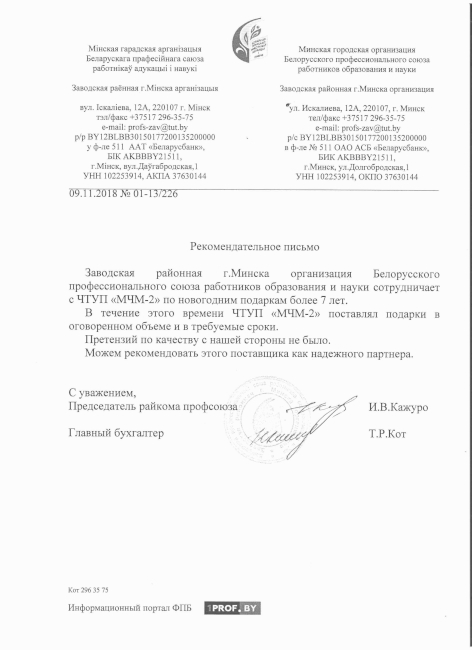 Мінская гарадская арганізацыя
Беларускага прафесійнага саюза
работнікаў адукацыі і навукі
Заводская раённая г.Мінска арганізацыя
вул. Іскаліева, 12А, 220107 г. Мінск
тэл/факс +37517 296-35-75
e-mail: profs-zav@tut.by
р/р BY12BLBB30150177200135200000
у ф-ле 511 ААТ «Беларусбанк»,
БІК AKBBBY21511,
г.Мінск, вул.Даўгабродская,1
УНН 102253914, АКПА 37630144
Минская городская организация
Белорусского профессионального союза
работников образования и науки
Заводская районная г.Минска организация
ул. Искалиева, 12А, 220107, г. Минск
тел/факс +37517 296-35-75
e-mail: profs-zav@tut.by
р/с BY12BLBB30150177200135200000
в ф-ле № 511 ОАО АСБ «Беларусбанк»,
БИК AKBBBY21511,
г.Минск, ул.Долгобродская,1
УНН 102253914, ОКПО 37630144
09.11.2018 № 01-13/226
Рекомендательное письмо
Заводская районная г.Минска организация Белорусского
профессионального союза работников образования и науки сотрудничает
с ЧТУП «МЧМ-2» по новогодним подаркам более 7 лет.
В течение этого времени ЧТУП «МЧМ-2» поставлял подарки в
оговоренном объеме и в требуемые сроки.
Претензий по качеству с нашей стороны не было.
Можем рекомендовать этого поставщика как надежного партнера.
С уважением,
Председатель райкома профсоюза И.В.Кажуро
Главный бухгалтер Т.Р.Кот
Кот 296 35 75
Информационный портал ФПБ 1PROF.BY